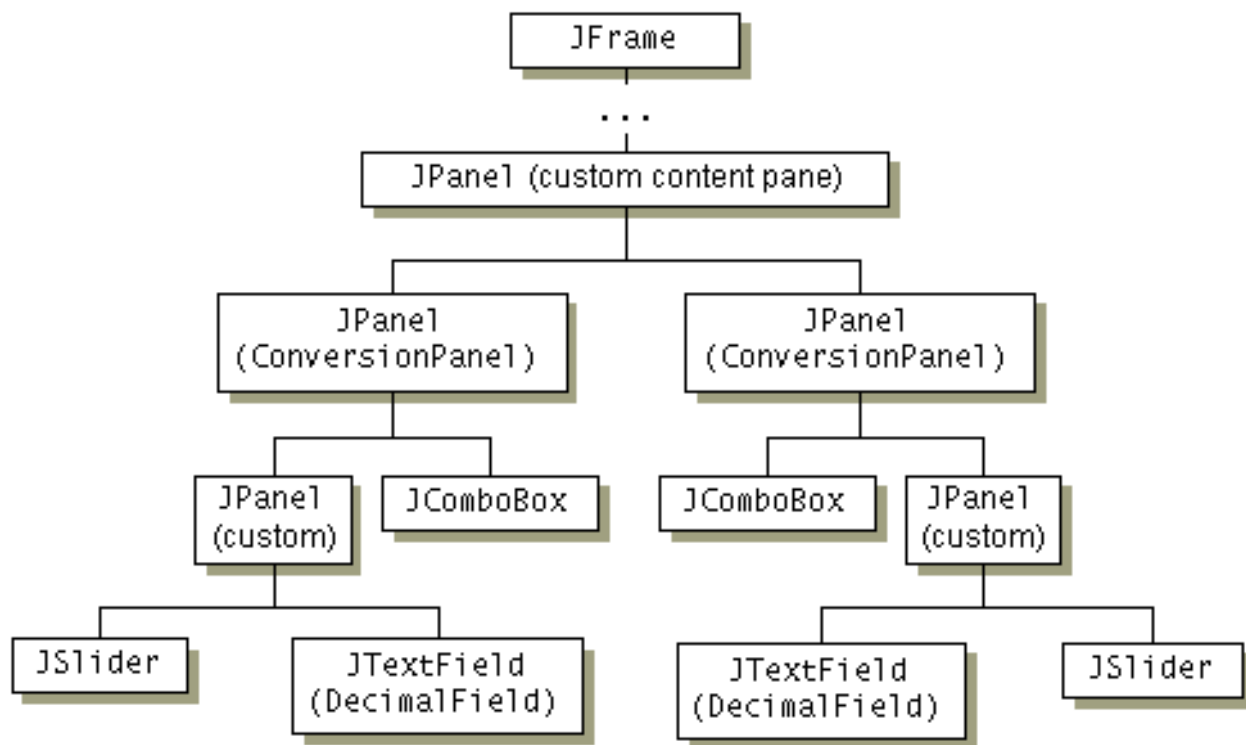 JFrame
...
JPanel (custom content pane)
JPanel
(ConversionPanel)
JPanel
(ConversionPanel)
JPanel
(custom)
JComboBox
JComboBox
JPanel
(custom)
JSlider
JTextField
(DecimalField)
JTextField
(DecimalField)
JSlider